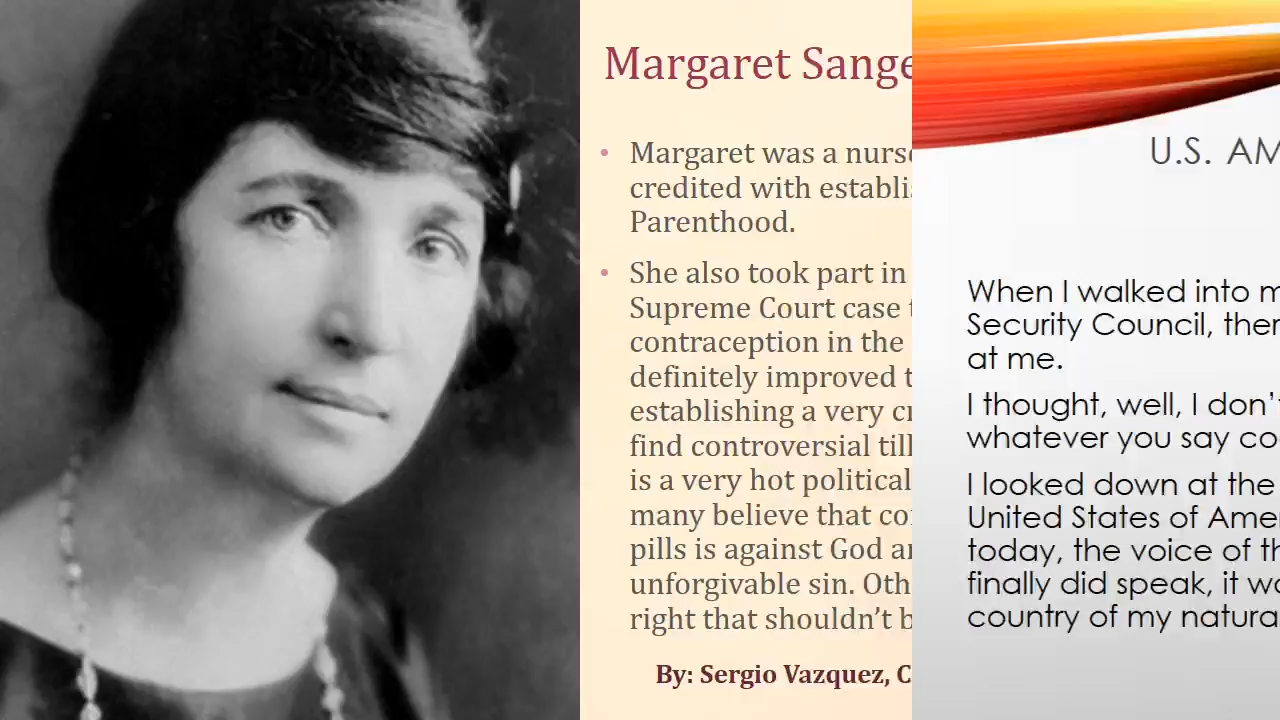 Margaret Sange
• Margaret was a nurs
credited with establis
Parenthood.
• She also took part in
Supreme Court case t
contraception in the
definitely improved t
establishing a very cr
find controversial till
is a very hot political
many believe that co
pills is against God a
unforgivable sin. Oth
right that shouldn't b
By: Sergio Vazquez, C
U.S. AM
When I walked into m
Security Council, ther
at me.
I thought, well, I don't
whatever you say co
I looked down at the
United States of Amer
today, the voice of th
finally did speak, it wa
country of my natura